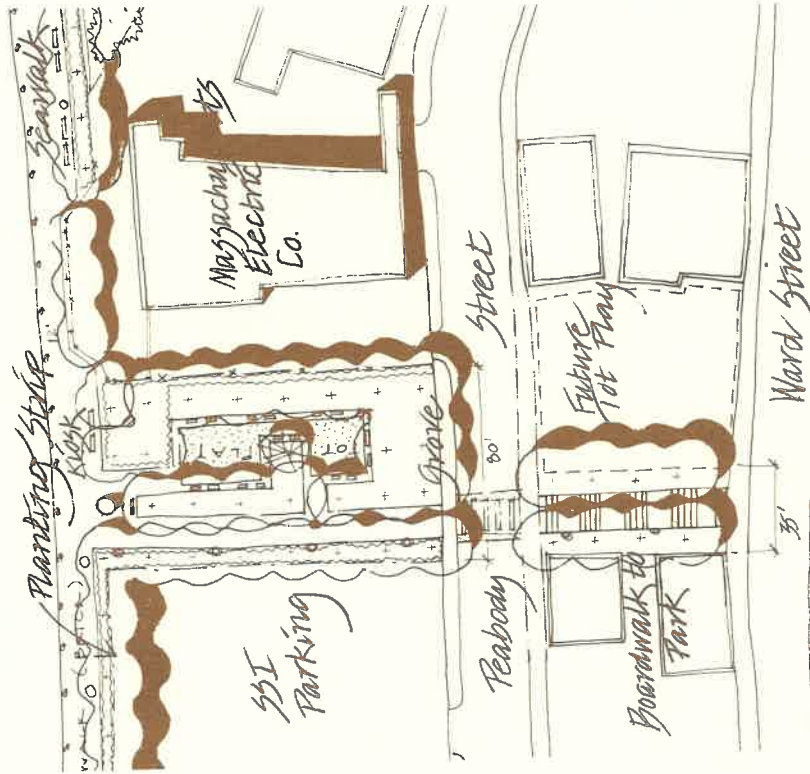 Seawalk
Planting Strip
Kiosk
Massachusetts
Electric
Co.
TOT PLAY
Grove
80'
Street
Peabody
SSI
Parking
Future
Tot Play
Boardwalk to
Park
Ward Street
35'